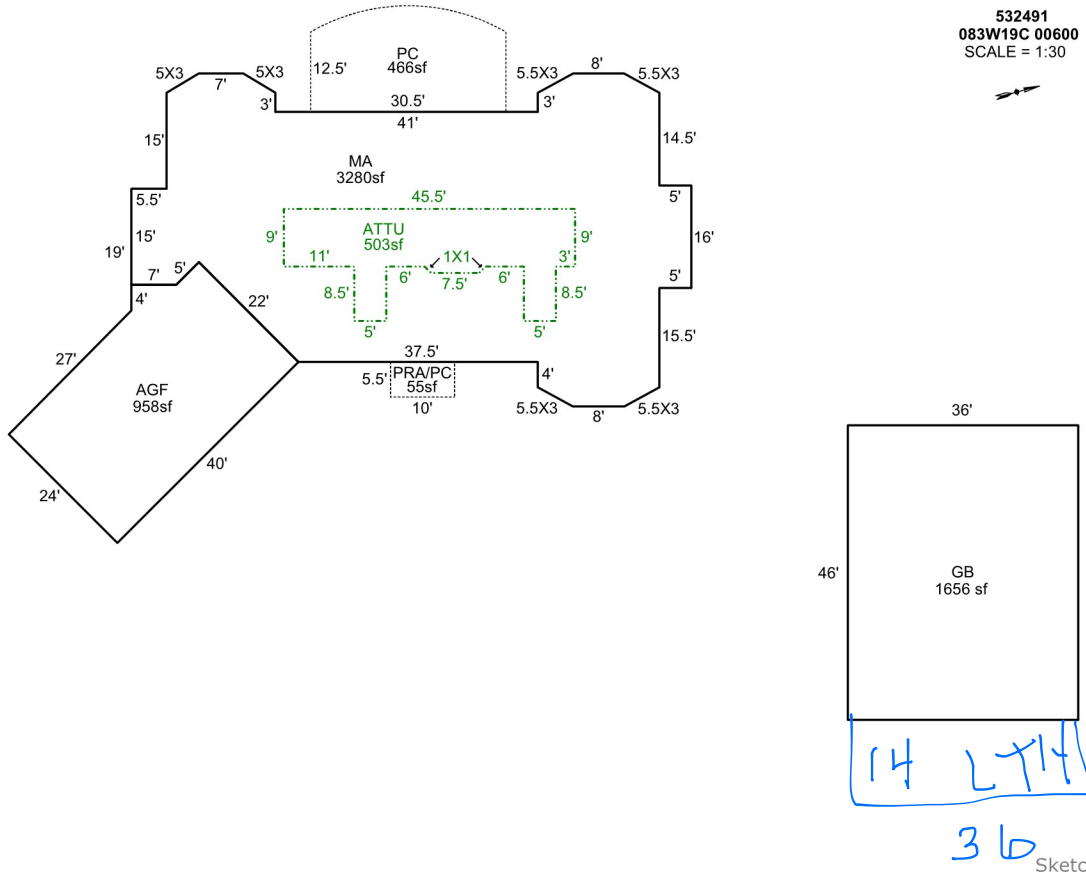 532491
083W19C 00600
SCALE = 1:30
PC
466sf
12.5'
30.5'
41'
5X3
7'
5X3
3'
5.5X3
8'
5.5X3
3'
15'
14.5'
MA
3280sf
5.5'
5'
45.5'
15'
19'
9'
ATTU
503sf
9'
16'
11'
6'
1X1
7.5'
6'
3'
7'
5'
4'
22'
8.5'
8.5'
5'
5'
5'
15.5'
37.5'
27'
5.5'
PRA/PC
55sf
10'
4'
AGF
958sf
5.5X3
8'
5.5X3
40'
24'
36'
46'
GB
1656 sf
14
14
36
Sketc